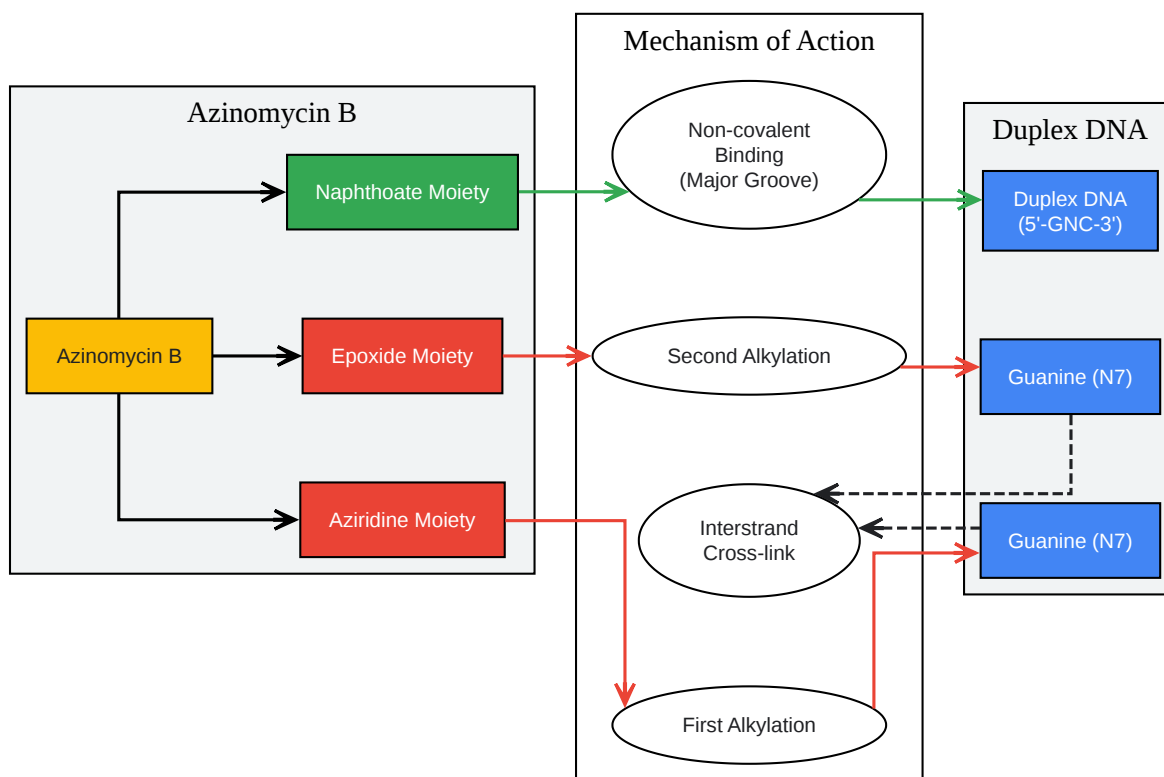 Mechanism of Action
Azinomycin B
Duplex DNA
Non-covalent
Binding
(Major Groove)
Naphthoate Moiety
Duplex DNA
(5'-GNC-3')
Azinomycin B
Epoxide Moiety
Second Alkylation
Guanine (N7)
Aziridine Moiety
Interstrand
Cross-link
Guanine (N7)
First Alkylation